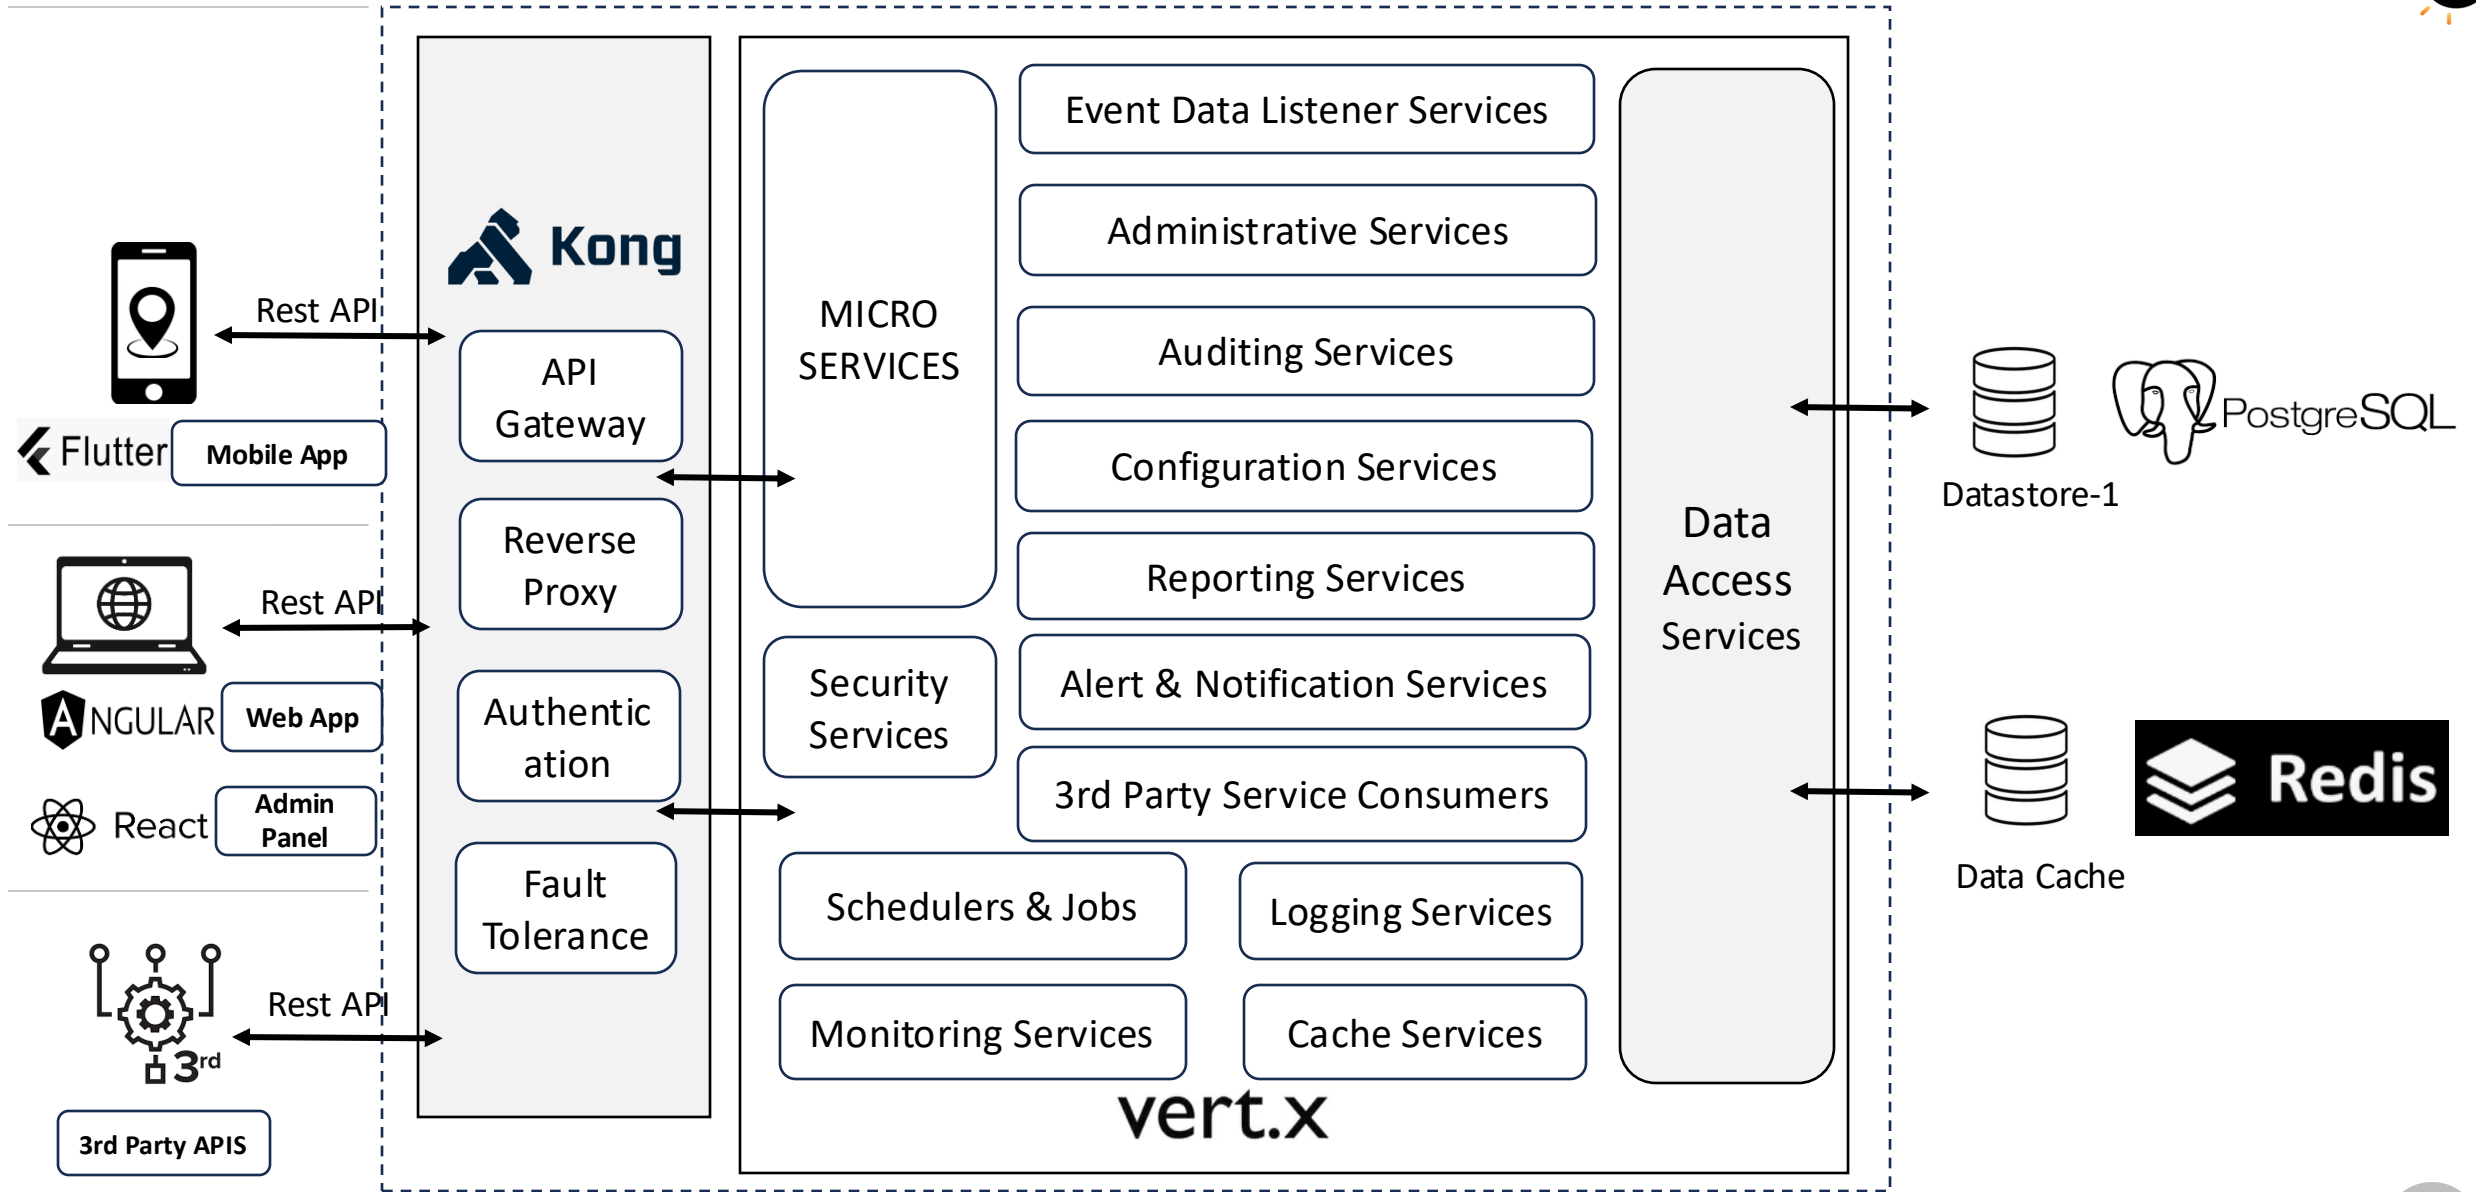 Rest API
Flutter
Mobile App
Rest API
ANGULAR
Web App
React
Admin
Panel
Rest API
3rd
3rd Party APIS
Kong
API
Gateway
Reverse
Proxy
Authentic
ation
Fault
Tolerance
MICRO
SERVICES
Security
Services
Event Data Listener Services
Administrative Services
Auditing Services
Configuration Services
Reporting Services
Alert & Notification Services
3rd Party Service Consumers
Schedulers & Jobs
Logging Services
Monitoring Services
Cache Services
vert.x
Data
Access
Services
PostgreSQL
Datastore-1
Redis
Data Cache